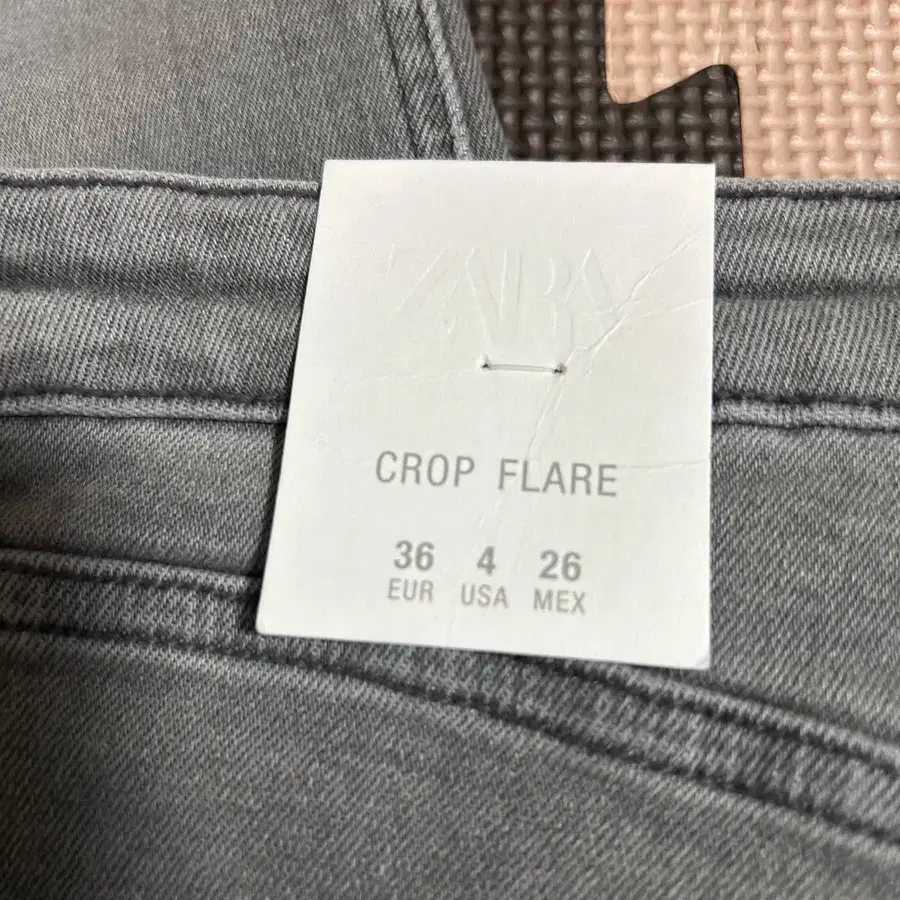 ZARA
CROP FLARE
36 4 26
EUR USA MEX